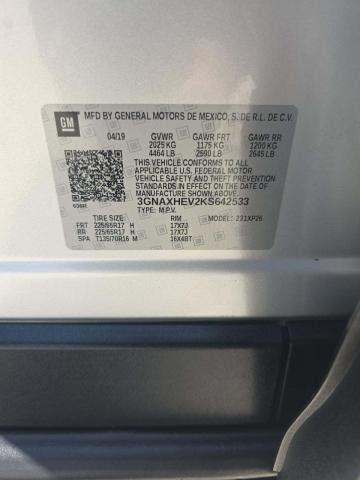 GM
MFD BY GENERAL MOTORS DE MEXICO, S. DE R.L. DE C.V.
04/19 GVWR GAWR FRT GAWR RR
2025 KG 1175 KG 1200 KG
4464 LB 2590 LB 2645 LB
THIS VEHICLE CONFORMS TO ALL
APPLICABLE U.S. FEDERAL MOTOR
VEHICLE SAFETY, BUMPER, AND THEFT
PREVENTION STANDARDS IN EFFECT ON
THE DATE OF MANUFACTURE SHOWN ABOVE.
3GNAXHEV2KS642533
TYPE: M.P.V. MODEL: 221XP26
TIRE SIZE RIM
FRT 225/65R17 H 17X7J
RR 225/65R17 H 17X7J
SPA T135/70R16 M 16X4BT